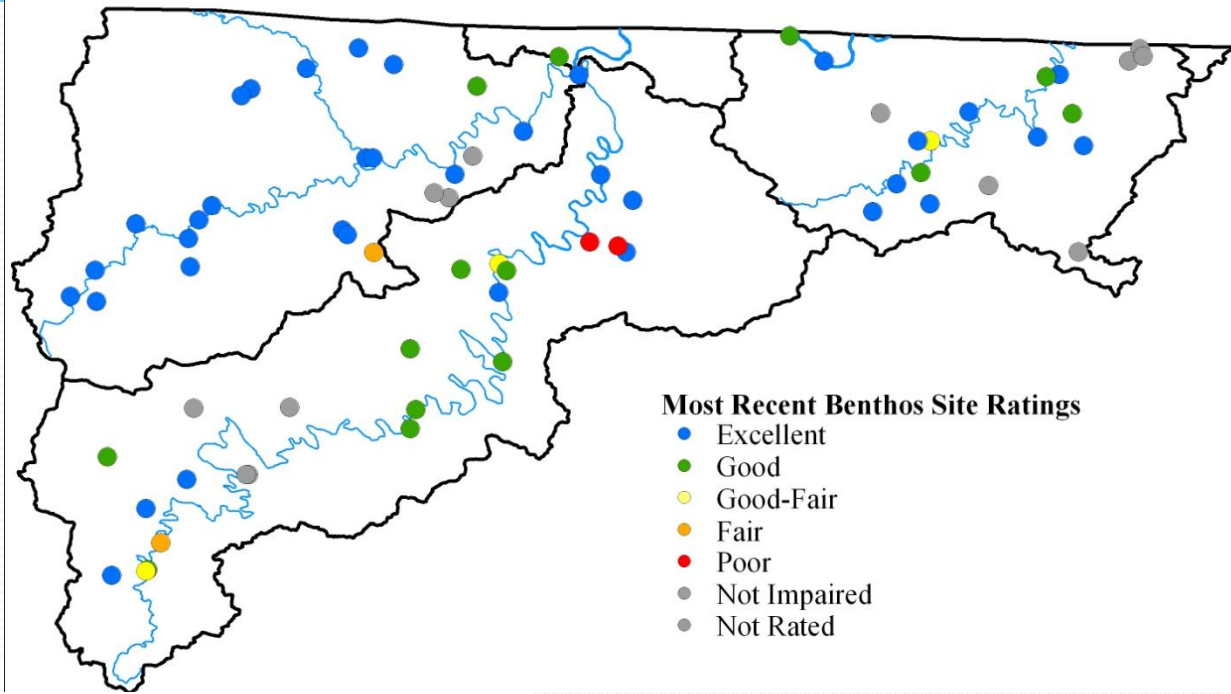 Most Recent Benthos Site Ratings
Excellent
Good
Good-Fair
Fair
Poor
Not Impaired
Not Rated